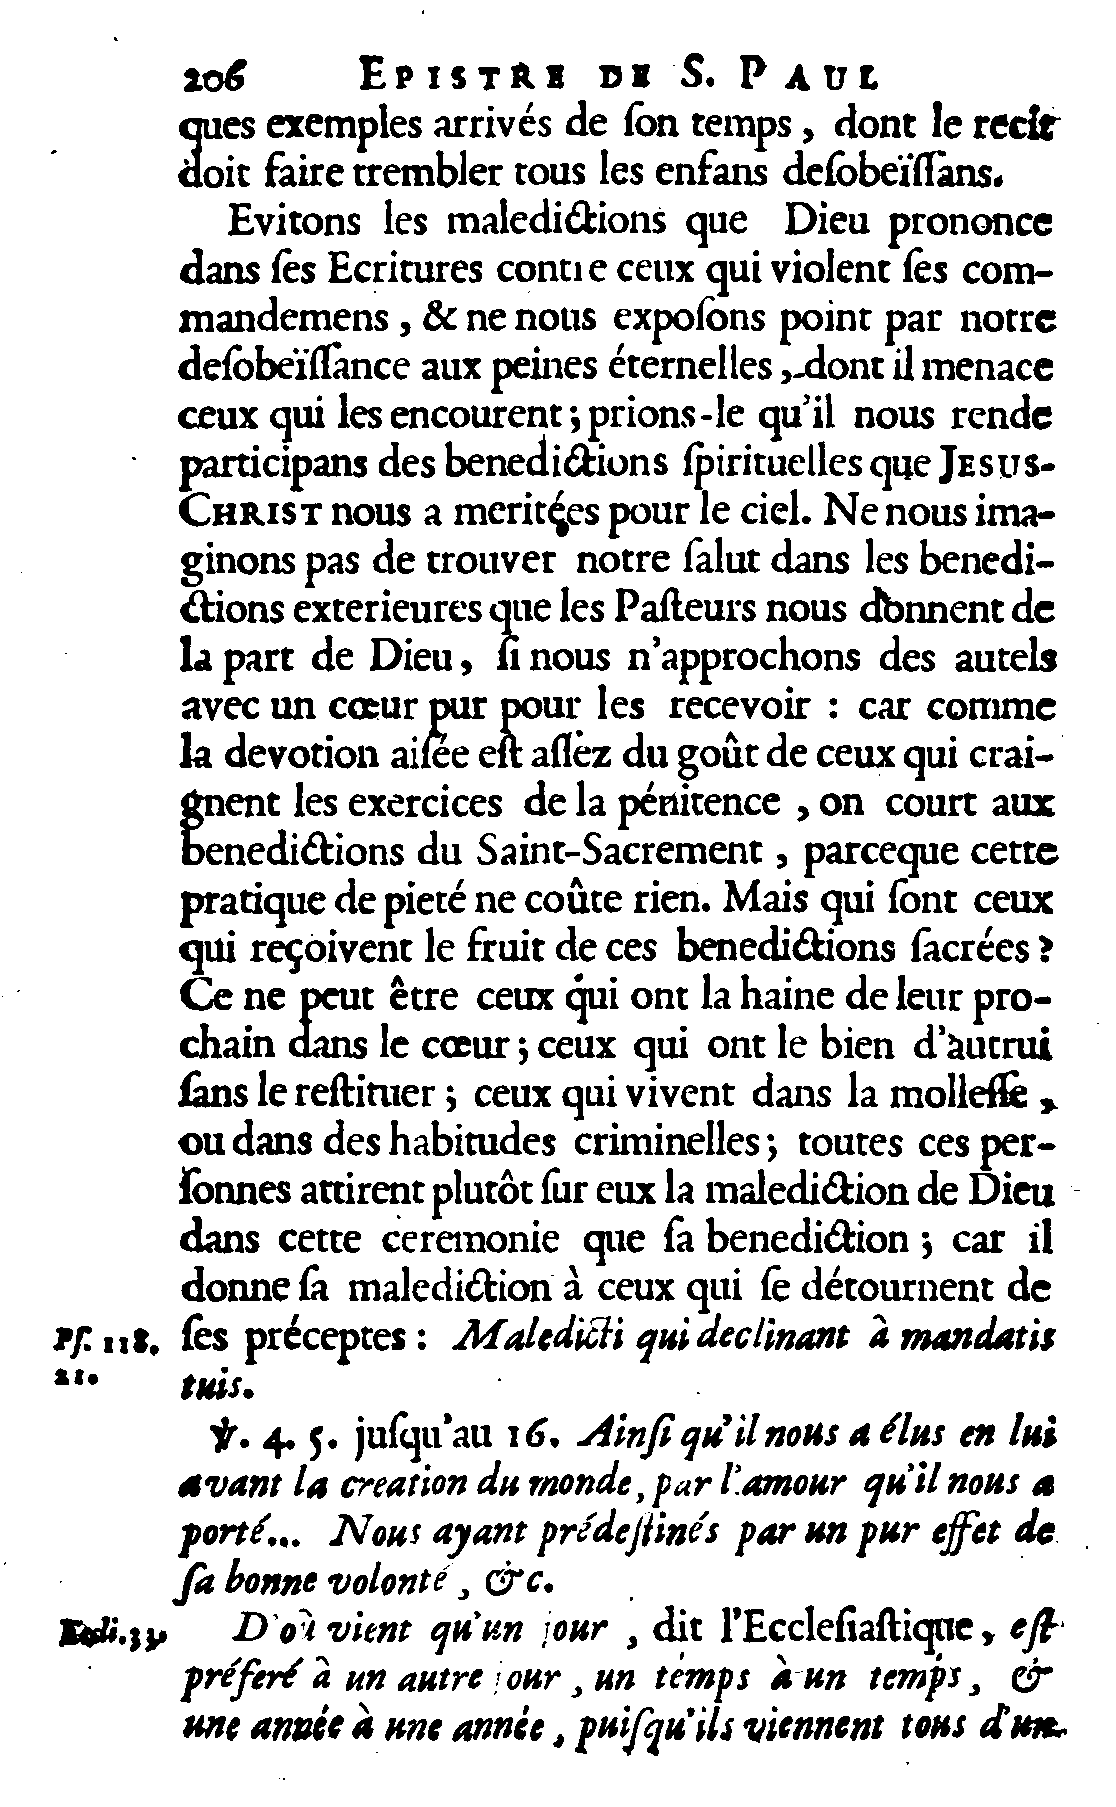 206 EPISTRE DE S. PAUL
ques exemples arrivés de ſon temps, dont le recit
doit faire trembler tous les enfans deſobeïſſans.
Evitons les maledictions que Dieu prononce
dans ſes Ecritures contre ceux qui violent ſes com-
mandemens, & ne nous expoſons point par notre
deſobeïſſance aux peines éternelles, dont il menace
ceux qui les encourent; prions-le qu'il nous rende
participans des benedictions ſpirituelles que JESUS-
CHRIST nous a meritées pour le ciel. Ne nous ima-
ginons pas de trouver notre ſalut dans les benedi-
ctions exterieures que les Paſteurs nous donnent de
la part de Dieu, ſi nous n'approchons des autels
avec un cœur pur pour les recevoir : car comme
la devotion aiſée eſt aſſez du goût de ceux qui crai-
gnent les exercices de la pénitence, on court aux
benedictions du Saint-Sacrement, parceque cette
pratique de pieté ne coûte rien. Mais qui ſont ceux
qui reçoivent le fruit de ces benedictions ſacrées ?
Ce ne peut être ceux qui ont la haine de leur pro-
chain dans le cœur; ceux qui ont le bien d'autrui
ſans le reſtituer; ceux qui vivent dans la molleſſe,
ou dans des habitudes criminelles; toutes ces per-
ſonnes attirent plutôt ſur eux la malediction de Dieu
dans cette ceremonie que ſa benediction; car il
donne ſa malediction à ceux qui ſe détournent de
Pſ. 118. ſes préceptes : Maledicti qui declinant à mandatis
21. tuis.
℣. 4. 5. juſqu'au 16. Ainſi qu'il nous a élus en lui
avant la creation du monde, par l'amour qu'il nous a
porté... Nous ayant prédeſtinés par un pur effet de
ſa bonne volonté, &c.
Eccli. 33. D'où vient qu'un jour, dit l'Eccleſiaſtique, eſt
préferé à un autre jour, un temps à un temps, &
une année à une année, puiſqu'ils viennent tous d'un